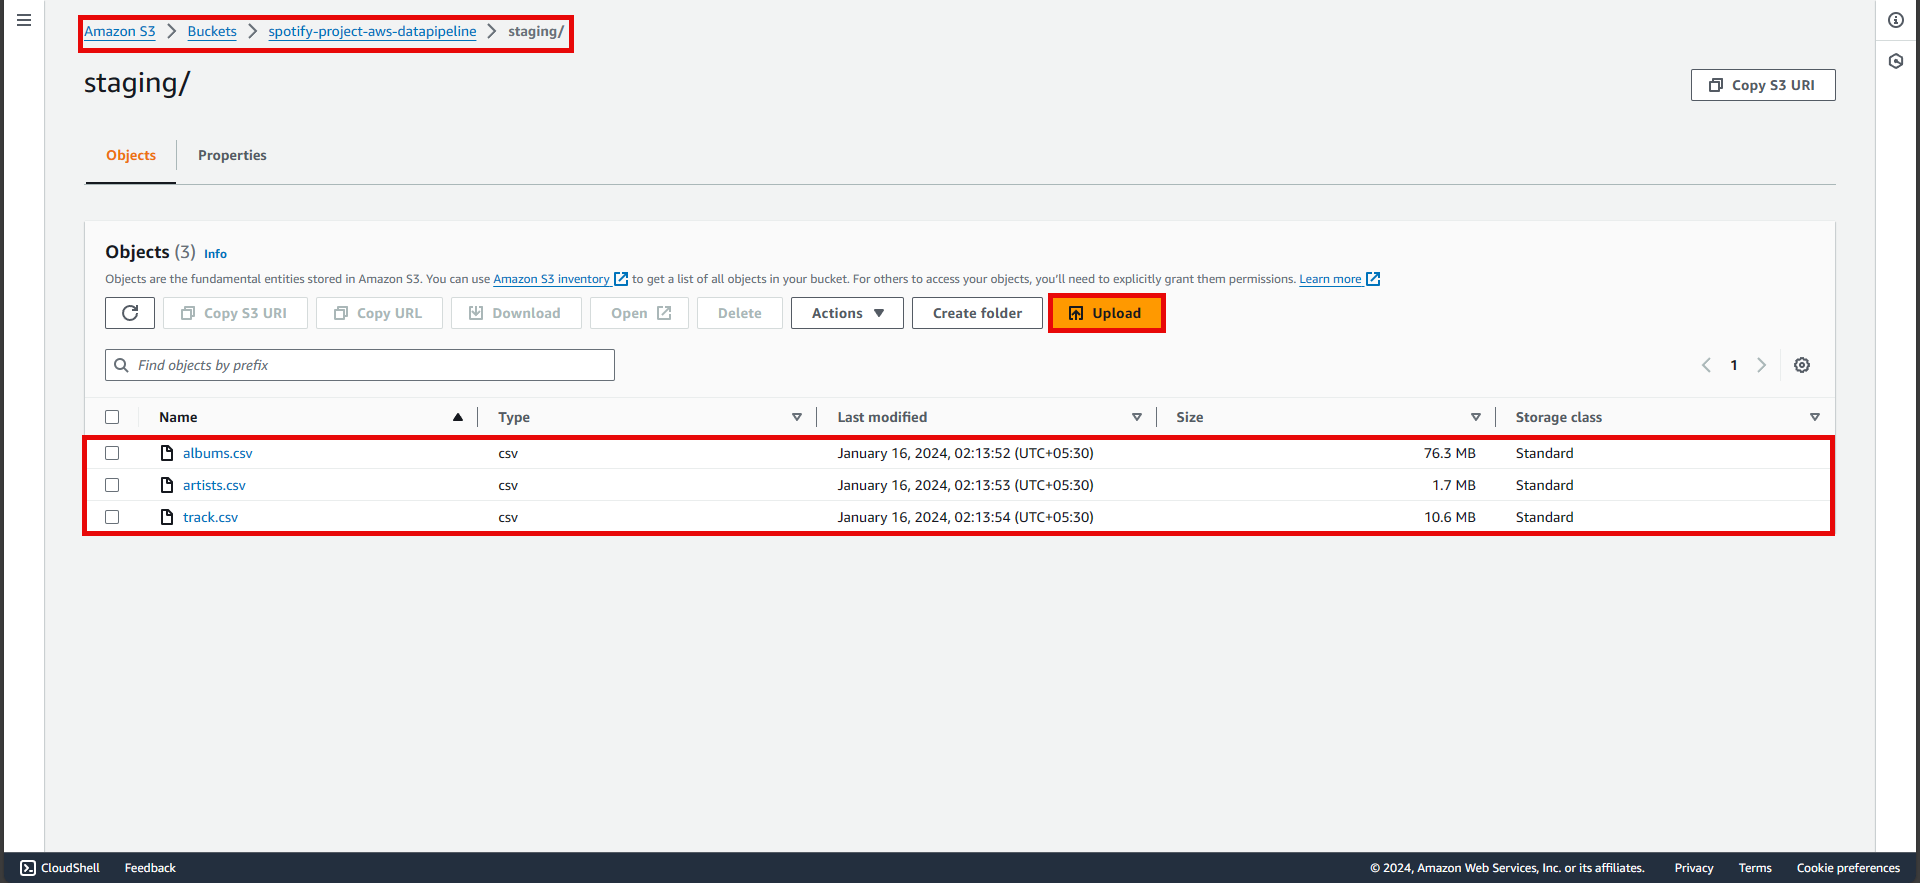 Amazon S3 > Buckets > spotify-project-aws-datapipeline > staging/
staging/
Copy S3 URI
Objects Properties
Objects (3) Info
Objects are the fundamental entities stored in Amazon S3. You can use Amazon S3 inventory to get a list of all objects in your bucket. For others to access your objects, you'll need to explicitly grant them permissions. Learn more
Copy S3 URI Copy URL Download Open Delete Actions Create folder Upload
Find objects by prefix
1
Name Type Last modified Size Storage class
albums.csv csv January 16, 2024, 02:13:52 (UTC+05:30) 76.3 MB Standard
artists.csv csv January 16, 2024, 02:13:53 (UTC+05:30) 1.7 MB Standard
track.csv csv January 16, 2024, 02:13:54 (UTC+05:30) 10.6 MB Standard
CloudShell Feedback © 2024, Amazon Web Services, Inc. or its affiliates. Privacy Terms Cookie preferences